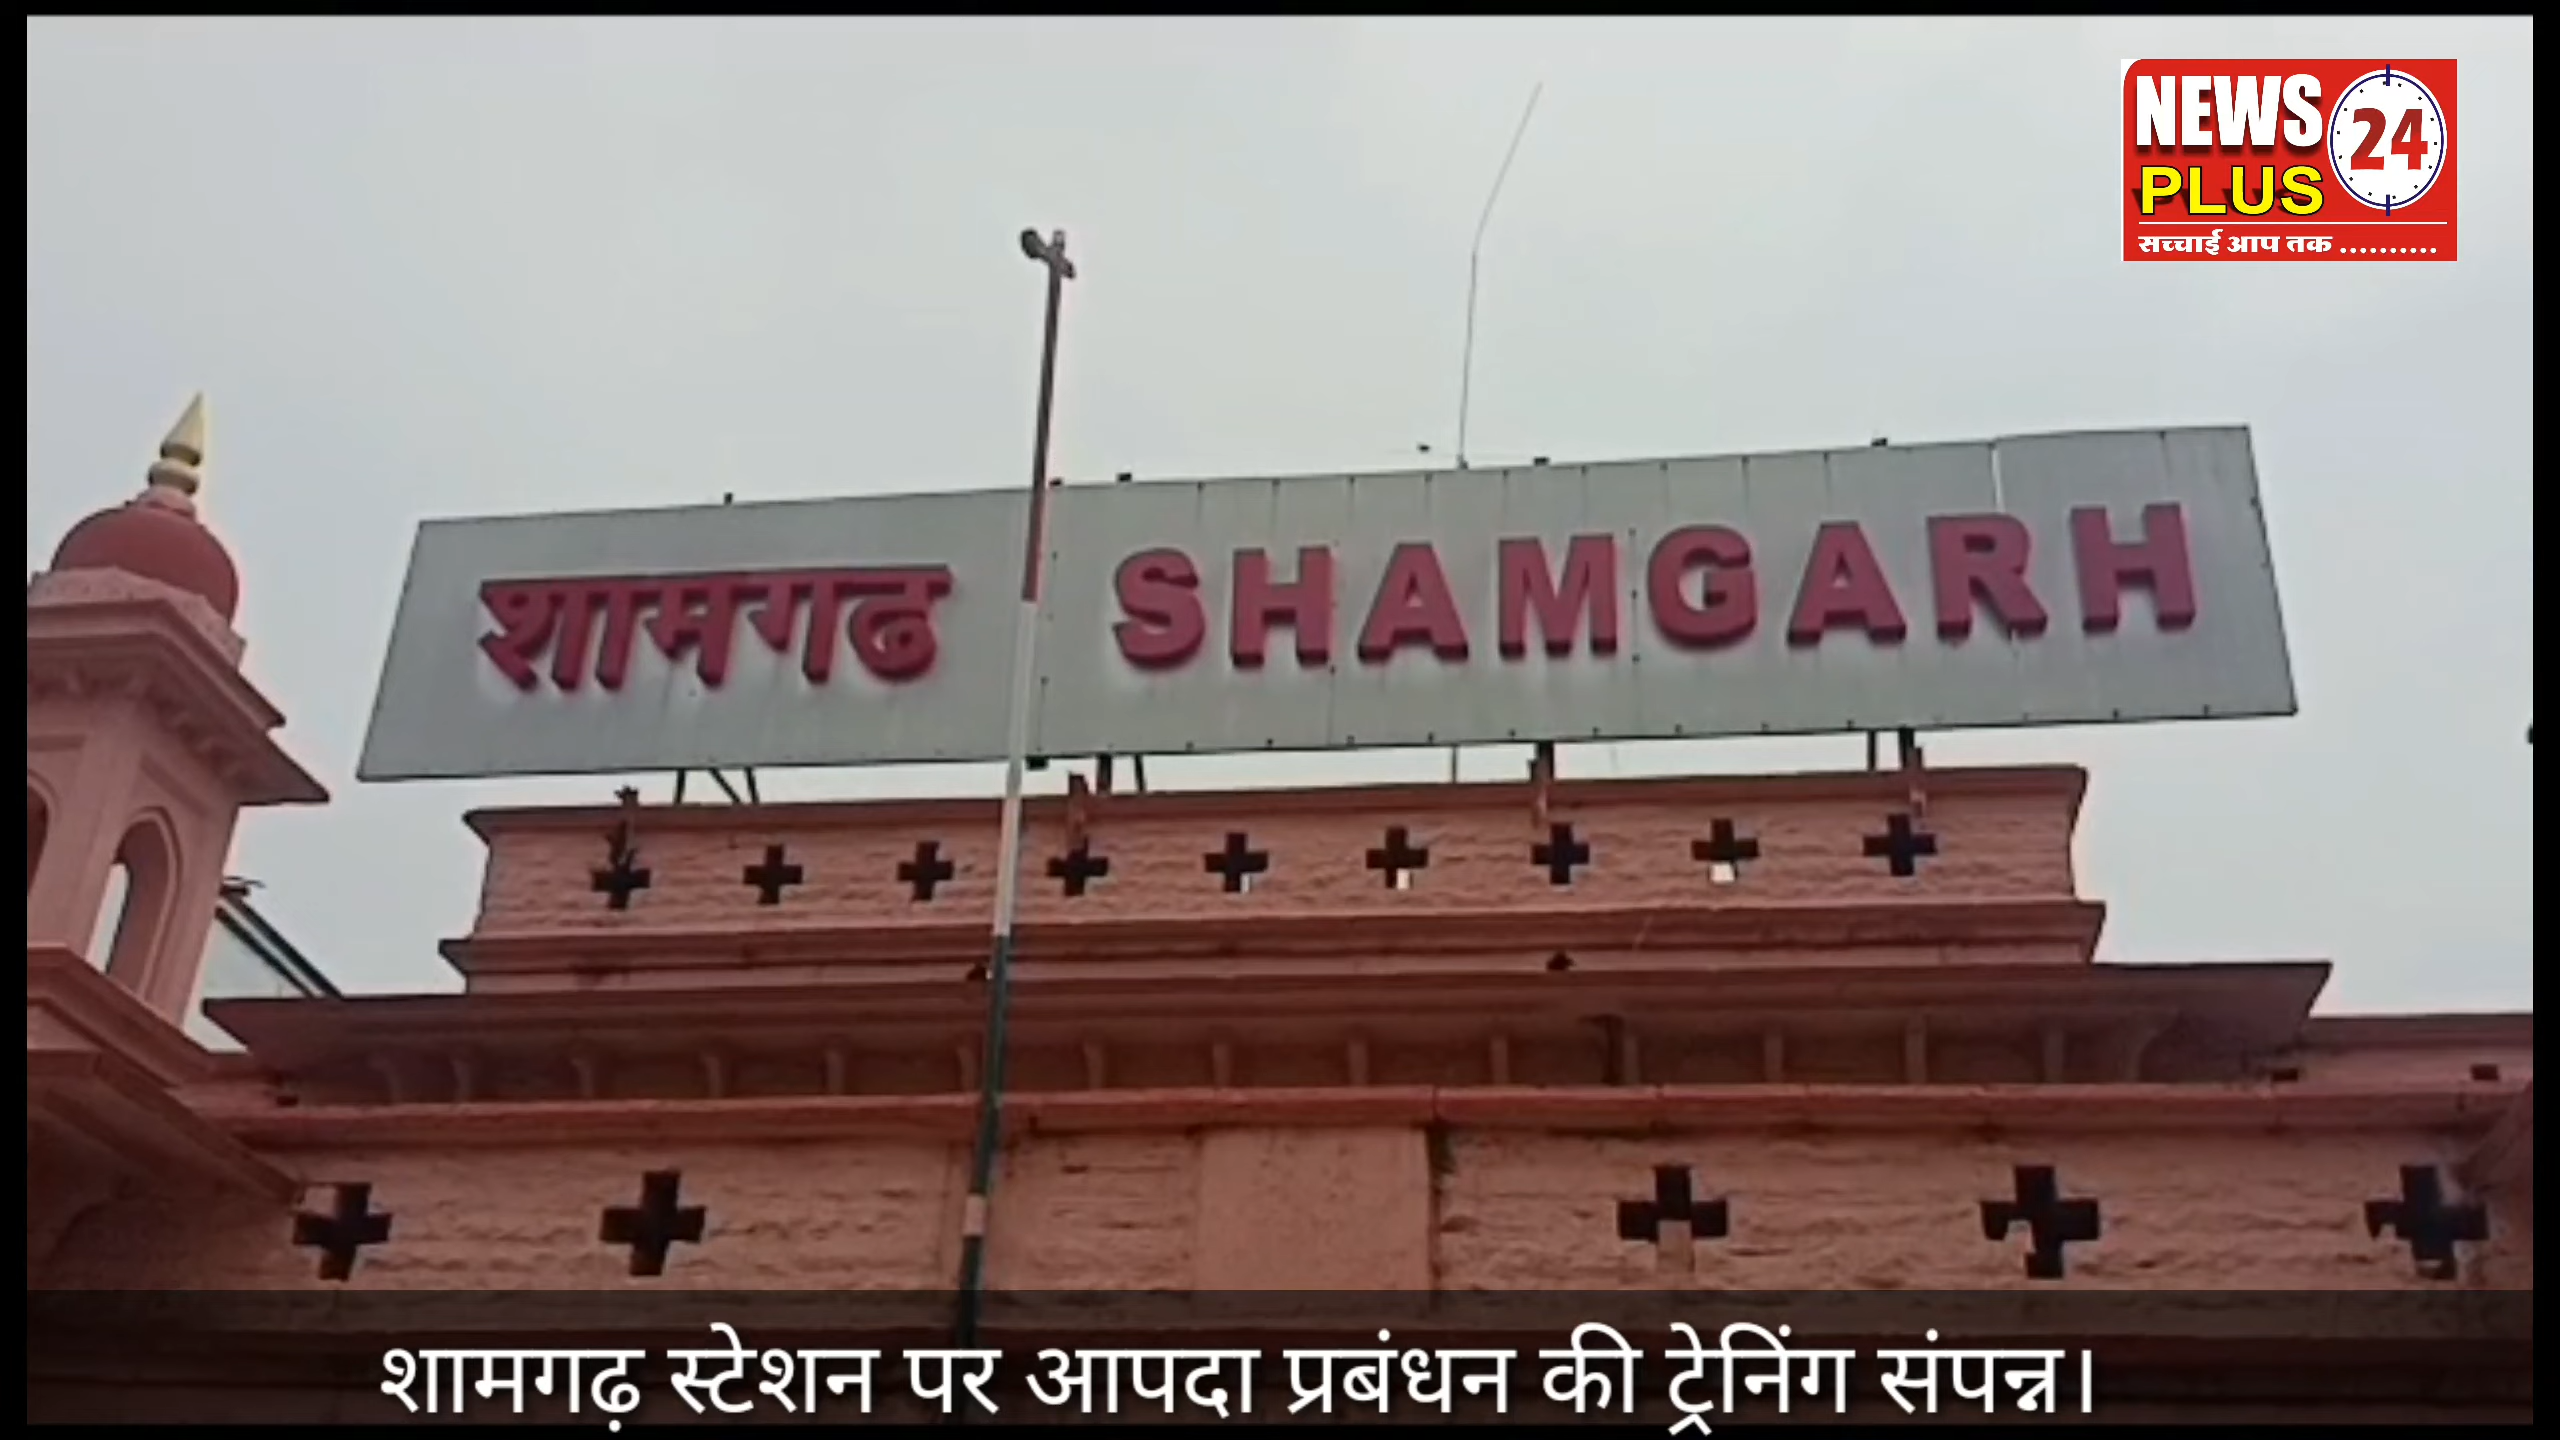 NEWS 24
PLUS
सच्चाई आप तक ..........
शामगढ SHAMGARH
शामगढ़ स्टेशन पर आपदा प्रबंधन की ट्रेनिंग संपन्न।